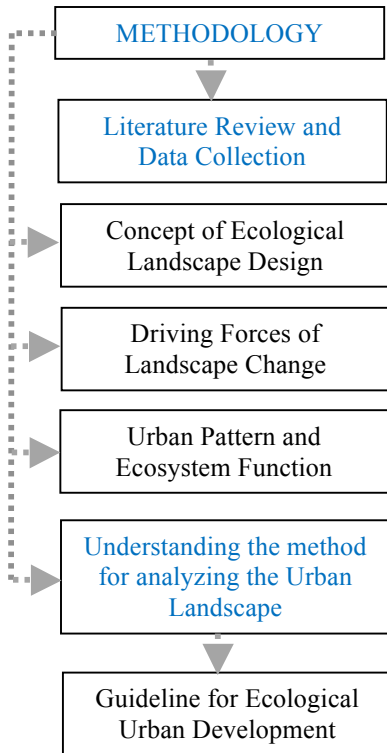 METHODOLOGY
Literature Review and
Data Collection
Concept of Ecological
Landscape Design
Driving Forces of
Landscape Change
Urban Pattern and
Ecosystem Function
Understanding the method
for analyzing the Urban
Landscape
Guideline for Ecological
Urban Development